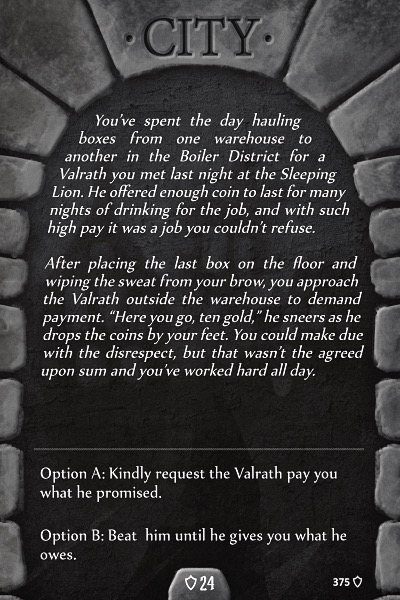 ·CITY·
You've spent the day hauling
boxes from one warehouse to
another in the Boiler District for a
Valrath you met last night at the Sleeping
Lion. He offered enough coin to last for many
nights of drinking for the job, and with such
high pay it was a job you couldn't refuse.
After placing the last box on the floor and
wiping the sweat from your brow, you approach
the Valrath outside the warehouse to demand
payment. “Here you go, ten gold,” he sneers as he
drops the coins by your feet. You could make due
with the disrespect, but that wasn't the agreed
upon sum and you've worked hard all day.
Option A: Kindly request the Valrath pay you
what he promised.
Option B: Beat him until he gives you what he
owes.
24
375